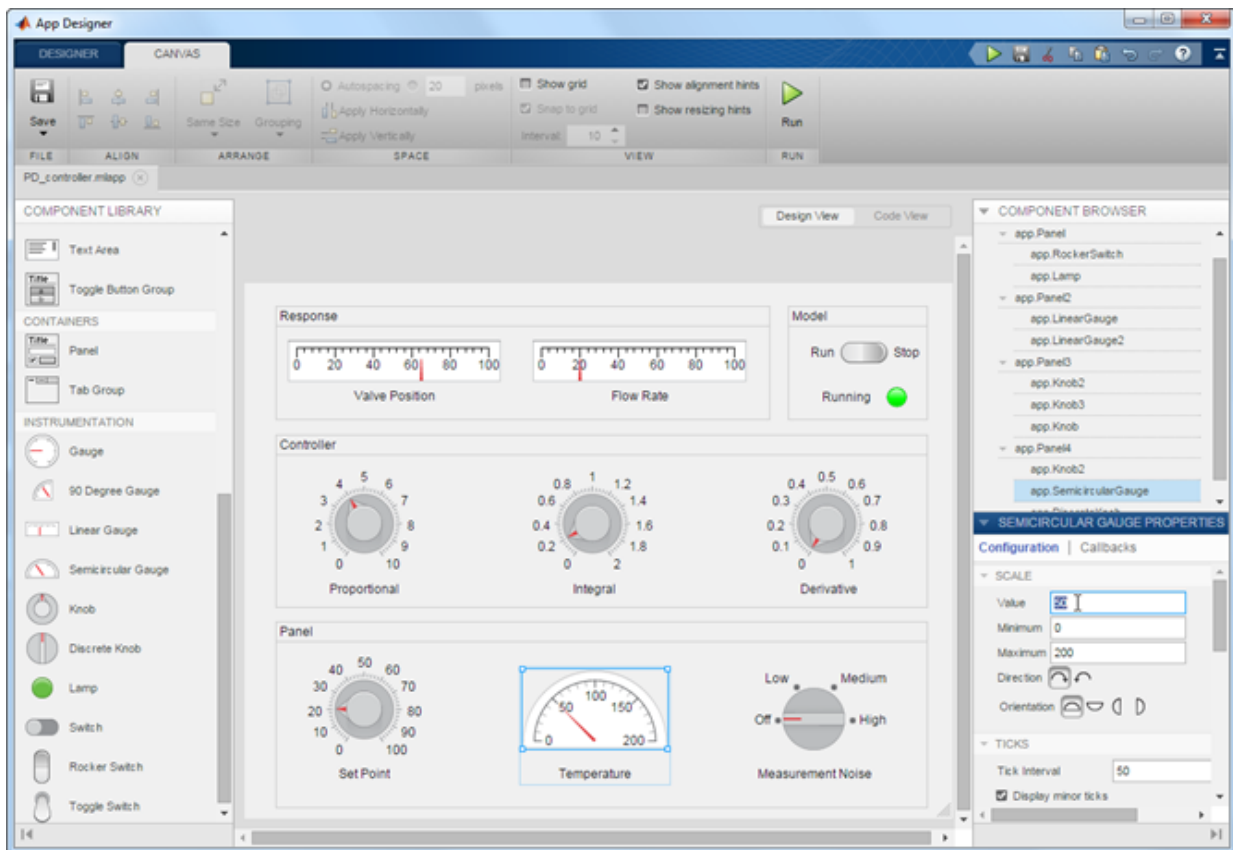 App Designer
DESIGNER CANVAS
Save
Same Size Grouping
Autospacing 20 pixels
Apply Horizontally
Apply Vertically
Show grid
Snap to grid
Interval: 10
Show alignment hints
Show resizing hints
Run
FILE ALIGN ARRANGE SPACE VIEW RUN
PD_controller.mlapp
COMPONENT LIBRARY
Text Area
Title
Toggle Button Group
CONTAINERS
Title
Panel
Tab Group
INSTRUMENTATION
Gauge
90 Degree Gauge
Linear Gauge
Semicircular Gauge
Knob
Discrete Knob
Lamp
Switch
Rocker Switch
Toggle Switch
Design View Code View
Response
0 20 40 60 80 100
Valve Position
0 20 40 60 80 100
Flow Rate
Model
Run Stop
Running
Controller
0 1 2 3 4 5 6 7 8 9 10
Proportional
0 0.2 0.4 0.6 0.8 1 1.2 1.4 1.6 1.8 2
Integral
0 0.1 0.2 0.3 0.4 0.5 0.6 0.7 0.8 0.9 1
Derivative
Panel
0 10 20 30 40 50 60 70 80 90 100
Set Point
0 50 100 150 200
Temperature
Off Low Medium High
Measurement Noise
COMPONENT BROWSER
app.Panel
app.RockerSwitch
app.Lamp
app.Panel2
app.LinearGauge
app.LinearGauge2
app.Panel3
app.Knob2
app.Knob3
app.Knob
app.Panel4
app.Knob2
app.SemicircularGauge
app.DiscreteKnob
SEMICIRCULAR GAUGE PROPERTIES
Configuration | Callbacks
SCALE
Value 50
Minimum 0
Maximum 200
Direction
Orientation
TICKS
Tick Interval 50
Display minor ticks